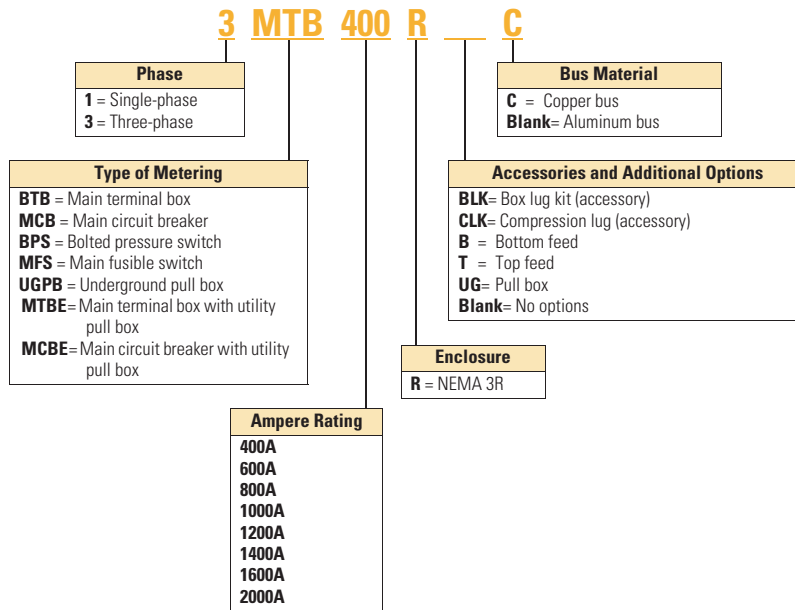 3 MTB 400 R __ C
Phase
1 = Single-phase
3 = Three-phase
Bus Material
C = Copper bus
Blank= Aluminum bus
Type of Metering
BTB = Main terminal box
MCB = Main circuit breaker
BPS = Bolted pressure switch
MFS = Main fusible switch
UGPB = Underground pull box
MTBE= Main terminal box with utility
pull box
MCBE= Main circuit breaker with utility
pull box
Accessories and Additional Options
BLK= Box lug kit (accessory)
CLK= Compression lug (accessory)
B = Bottom feed
T = Top feed
UG= Pull box
Blank= No options
Enclosure
R = NEMA 3R
Ampere Rating
400A
600A
800A
1000A
1200A
1400A
1600A
2000A